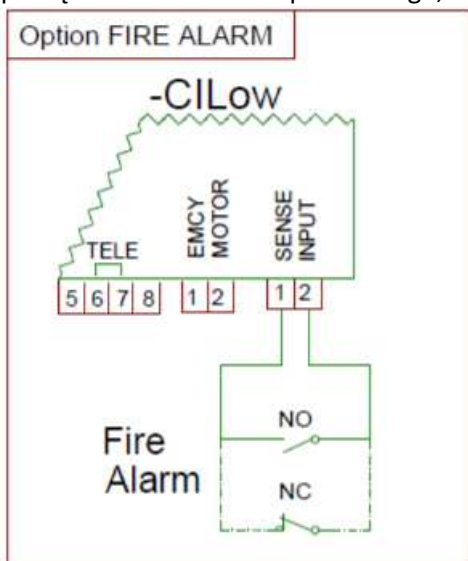 Option FIRE ALARM
-CILow
EMCY
MOTOR
SENSE
INPUT
TELE
5 6 7 8
1 2
1 2
NO
Fire
Alarm
NC